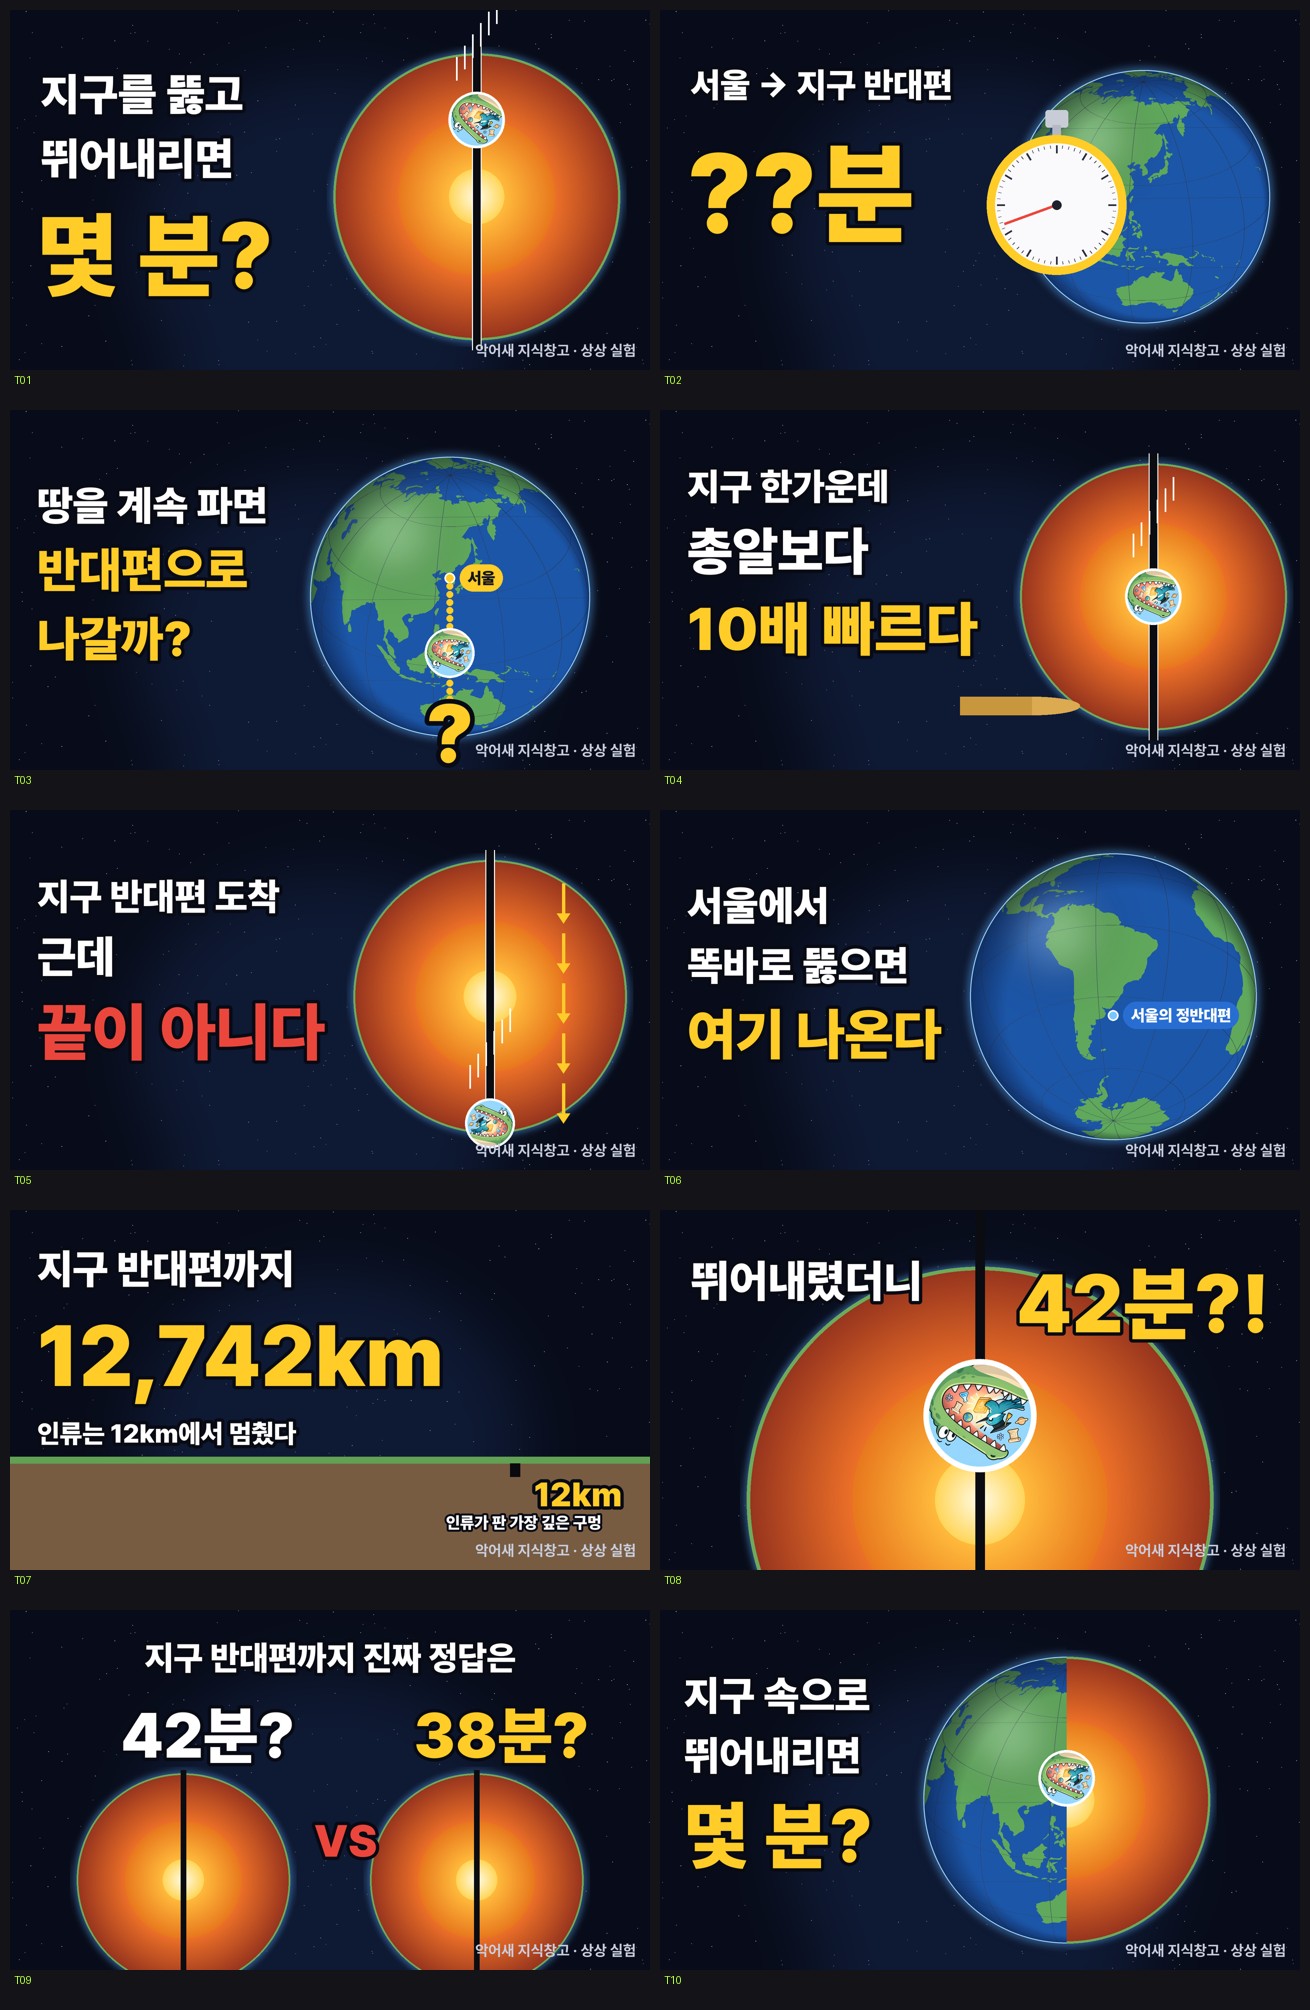 지구를 뚫고
뛰어내리면
몇 분?
악어새 지식창고 · 상상 실험
T01
서울 → 지구 반대편
??분
악어새 지식창고 · 상상 실험
T02
땅을 계속 파면
반대편으로
나갈까?
서울
?
악어새 지식창고 · 상상 실험
T03
지구 한가운데
총알보다
10배 빠르다
악어새 지식창고 · 상상 실험
T04
지구 반대편 도착
근데
끝이 아니다
악어새 지식창고 · 상상 실험
T05
서울에서
똑바로 뚫으면
여기 나온다
서울의 정반대편
악어새 지식창고 · 상상 실험
T06
지구 반대편까지
12,742km
인류는 12km에서 멈췄다
12km
인류가 판 가장 깊은 구멍
악어새 지식창고 · 상상 실험
T07
뛰어내렸더니
42분?!
악어새 지식창고 · 상상 실험
T08
지구 반대편까지 진짜 정답은
42분?
38분?
VS
악어새 지식창고 · 상상 실험
T09
지구 속으로
뛰어내리면
몇 분?
악어새 지식창고 · 상상 실험
T10